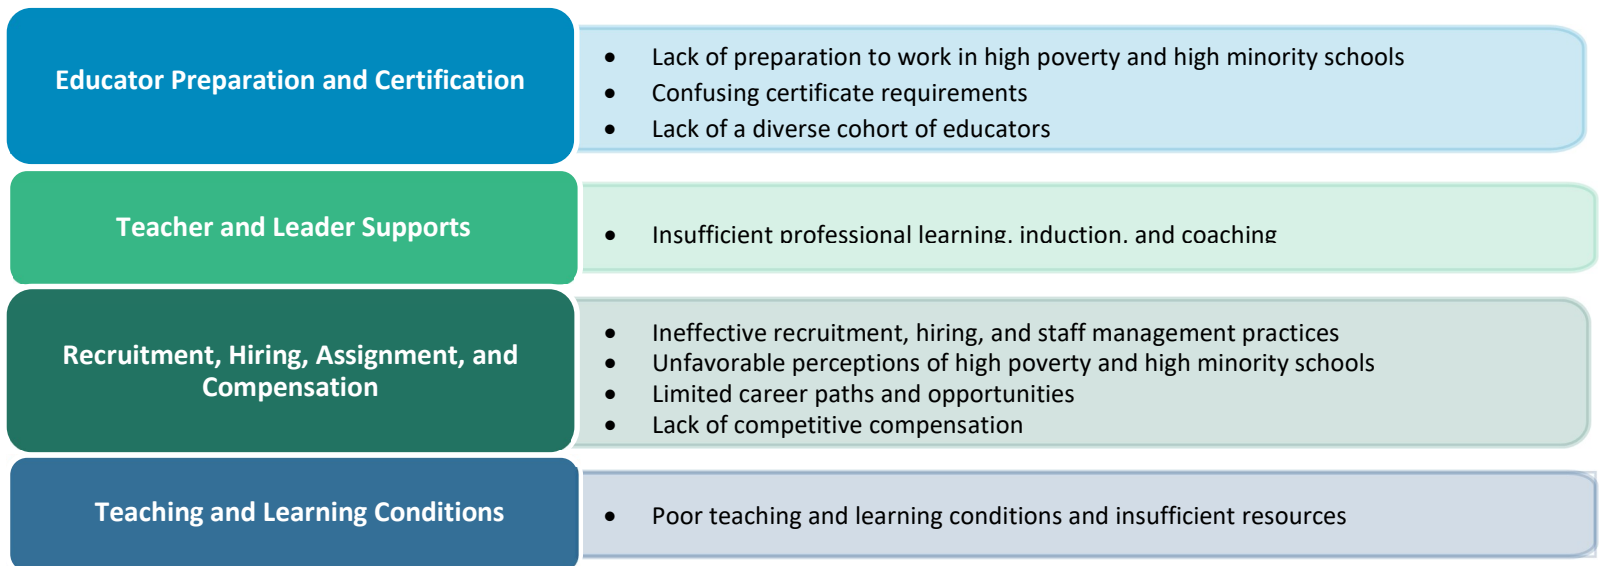 Educator Preparation and Certification
• Lack of preparation to work in high poverty and high minority schools
• Confusing certificate requirements
• Lack of a diverse cohort of educators
Teacher and Leader Supports
• Insufficient professional learning, induction, and coaching
Recruitment, Hiring, Assignment, and
Compensation
• Ineffective recruitment, hiring, and staff management practices
• Unfavorable perceptions of high poverty and high minority schools
• Limited career paths and opportunities
• Lack of competitive compensation
Teaching and Learning Conditions
• Poor teaching and learning conditions and insufficient resources